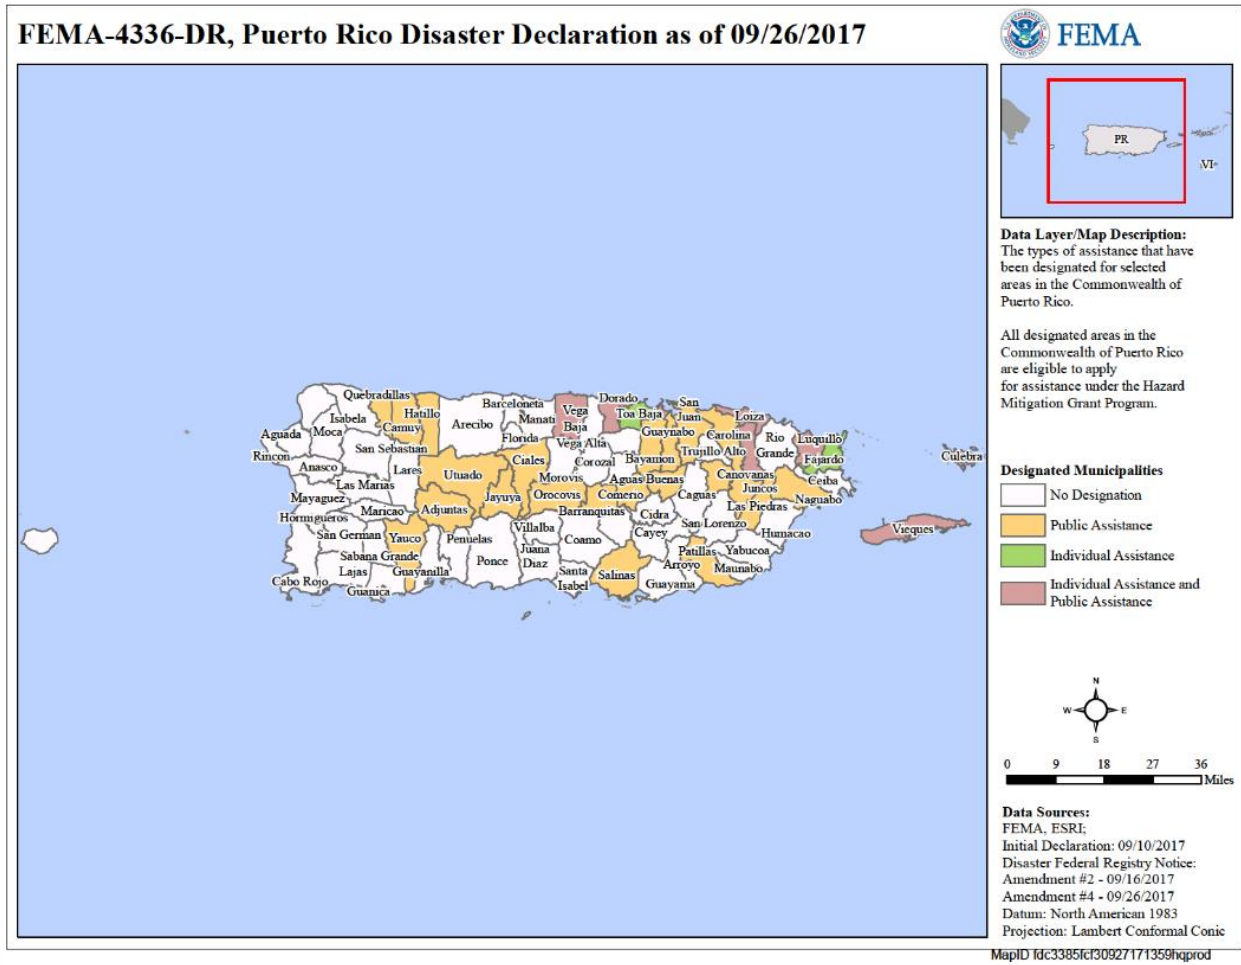 FEMA-4336-DR, Puerto Rico Disaster Declaration as of 09/26/2017
FEMA
PR
VI
Data Layer/Map Description:
The types of assistance that have
been designated for selected
areas in the Commonwealth of
Puerto Rico.
All designated areas in the
Commonwealth of Puerto Rico
are eligible to apply
for assistance under the Hazard
Mitigation Grant Program.
Designated Municipalities
No Designation
Public Assistance
Individual Assistance
Individual Assistance and
Public Assistance
N
W
E
S
0 9 18 27 36
Miles
Data Sources:
FEMA, ESRI;
Initial Declaration: 09/10/2017
Disaster Federal Registry Notice:
Amendment #2 - 09/16/2017
Amendment #4 - 09/26/2017
Datum: North American 1983
Projection: Lambert Conformal Conic
MapID fdc3385fcf30927171359hqprod
Quebradillas
Isabela
Camuy
Hatillo
Arecibo
Barceloneta
Manati
Florida
Vega
Baja
Vega Alta
Dorado
Toa Baja
San
Juan
Guaynabo
Carolina
Loiza
Rio
Grande
Luquillo
Fajardo
Ceiba
Culebra
Aguada
Rincon
Moca
San Sebastian
Anasco
Lares
Utuado
Ciales
Morovis
Corozal
Bayamon
Trujillo Alto
Canovanas
Las Marias
Mayaguez
Maricao
Adjuntas
Jayuya
Orocovis
Comerio
Aguas Buenas
Caguas
Juncos
Las Piedras
Naguabo
Vieques
Hormigueros
San German
Yauco
Penuelas
Villalba
Barranquitas
Coamo
Cidra
Cayey
San Lorenzo
Humacao
Sabana Grande
Lajas
Guayanilla
Ponce
Juana
Diaz
Patillas
Yabucoa
Arroyo
Maunabo
Cabo Rojo
Guanica
Santa
Isabel
Salinas
Guayama